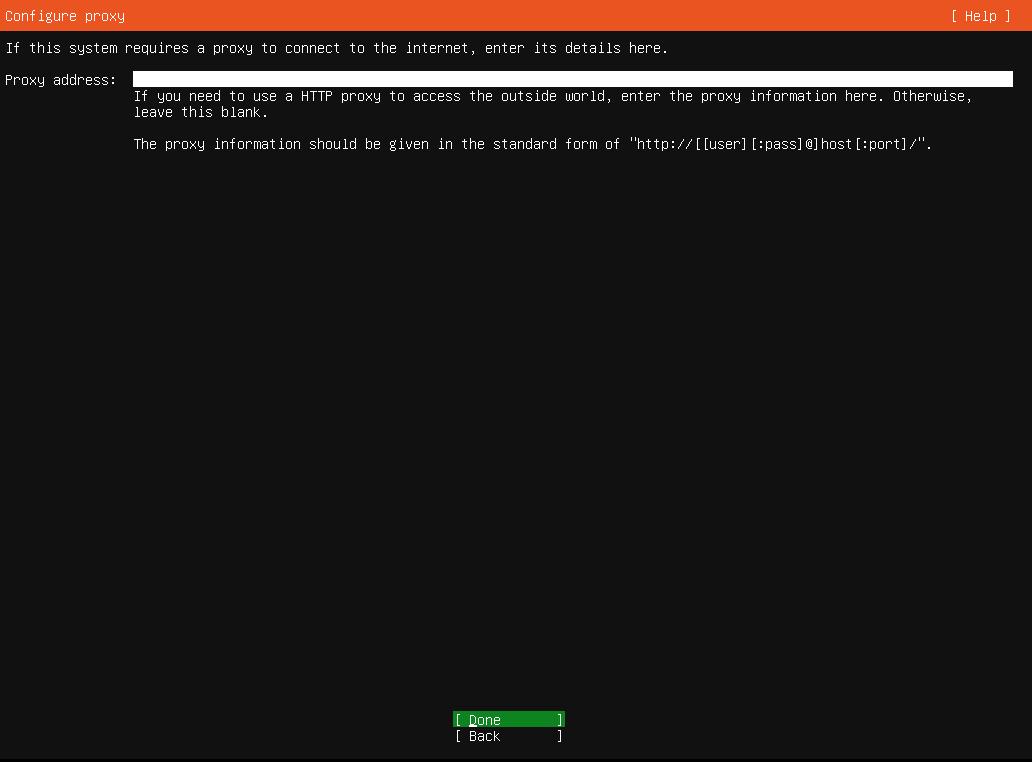 Configure proxy [ Help ]
If this system requires a proxy to connect to the internet, enter its details here.
Proxy address:
If you need to use a HTTP proxy to access the outside world, enter the proxy information here. Otherwise,
leave this blank.
The proxy information should be given in the standard form of "http://[[user][:pass]@]host[:port]/".
[ Done ]
[ Back ]